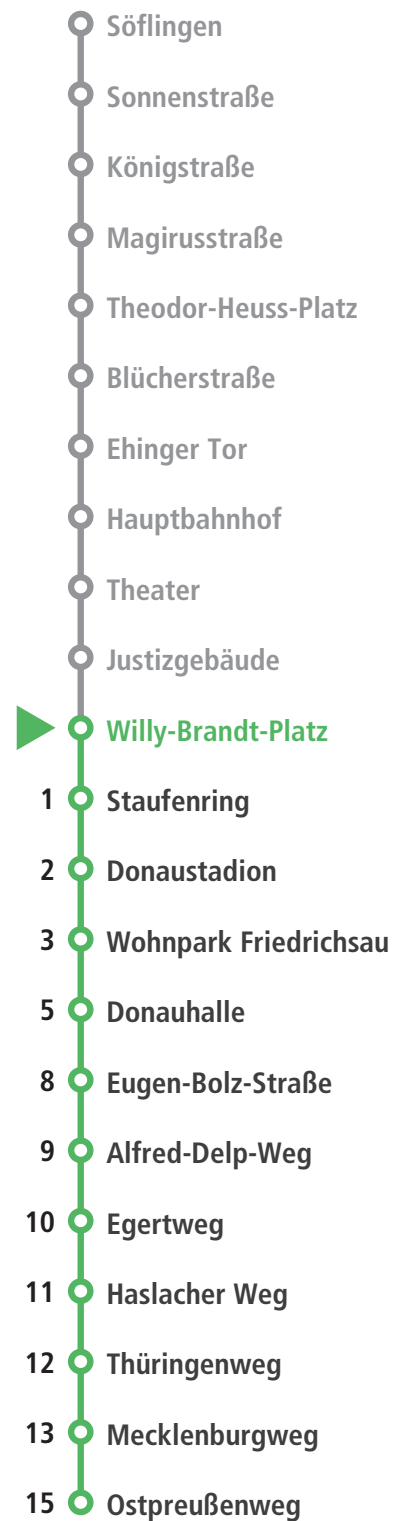 Söflingen
Sonnenstraße
Königstraße
Magirusstraße
Theodor-Heuss-Platz
Blücherstraße
Ehinger Tor
Hauptbahnhof
Theater
Justizgebäude
Willy-Brandt-Platz
1 Staufenring
2 Donaustadion
3 Wohnpark Friedrichsau
5 Donauhalle
8 Eugen-Bolz-Straße
9 Alfred-Delp-Weg
10 Egertweg
11 Haslacher Weg
12 Thüringenweg
13 Mecklenburgweg
15 Ostpreußenweg